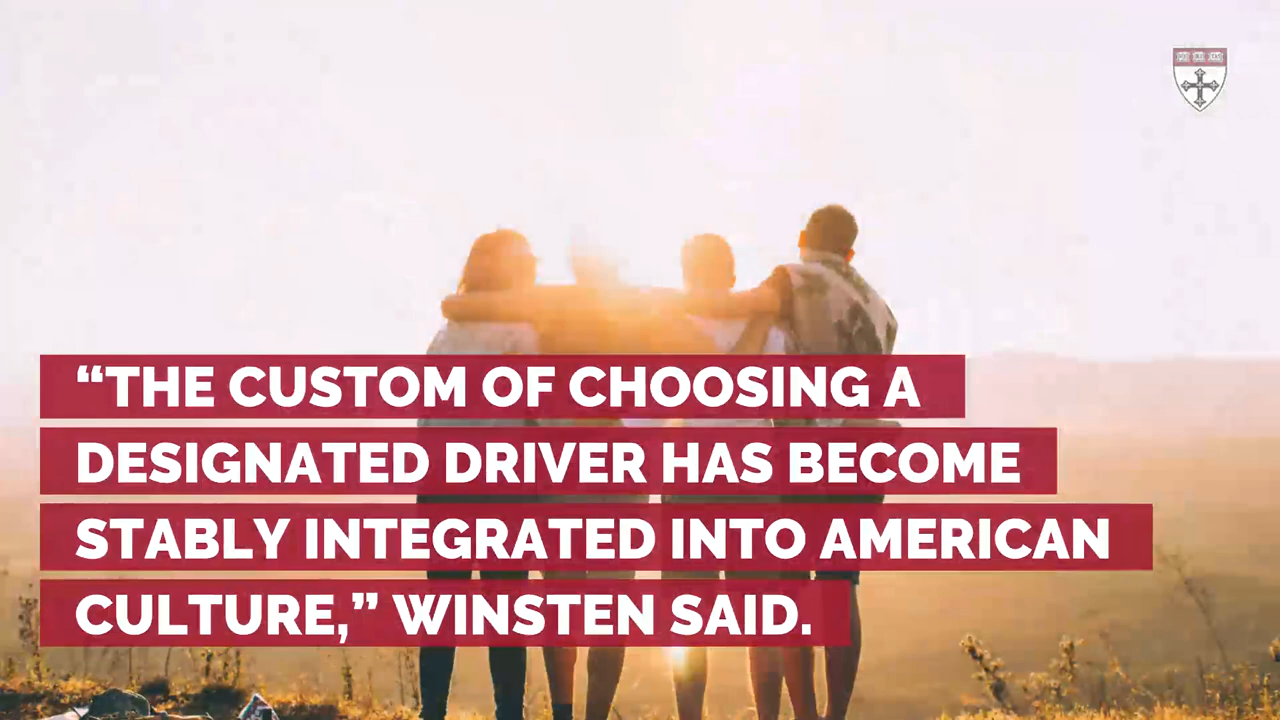 “THE CUSTOM OF CHOOSING A
DESIGNATED DRIVER HAS BECOME
STABLY INTEGRATED INTO AMERICAN
CULTURE,” WINSTEN SAID.